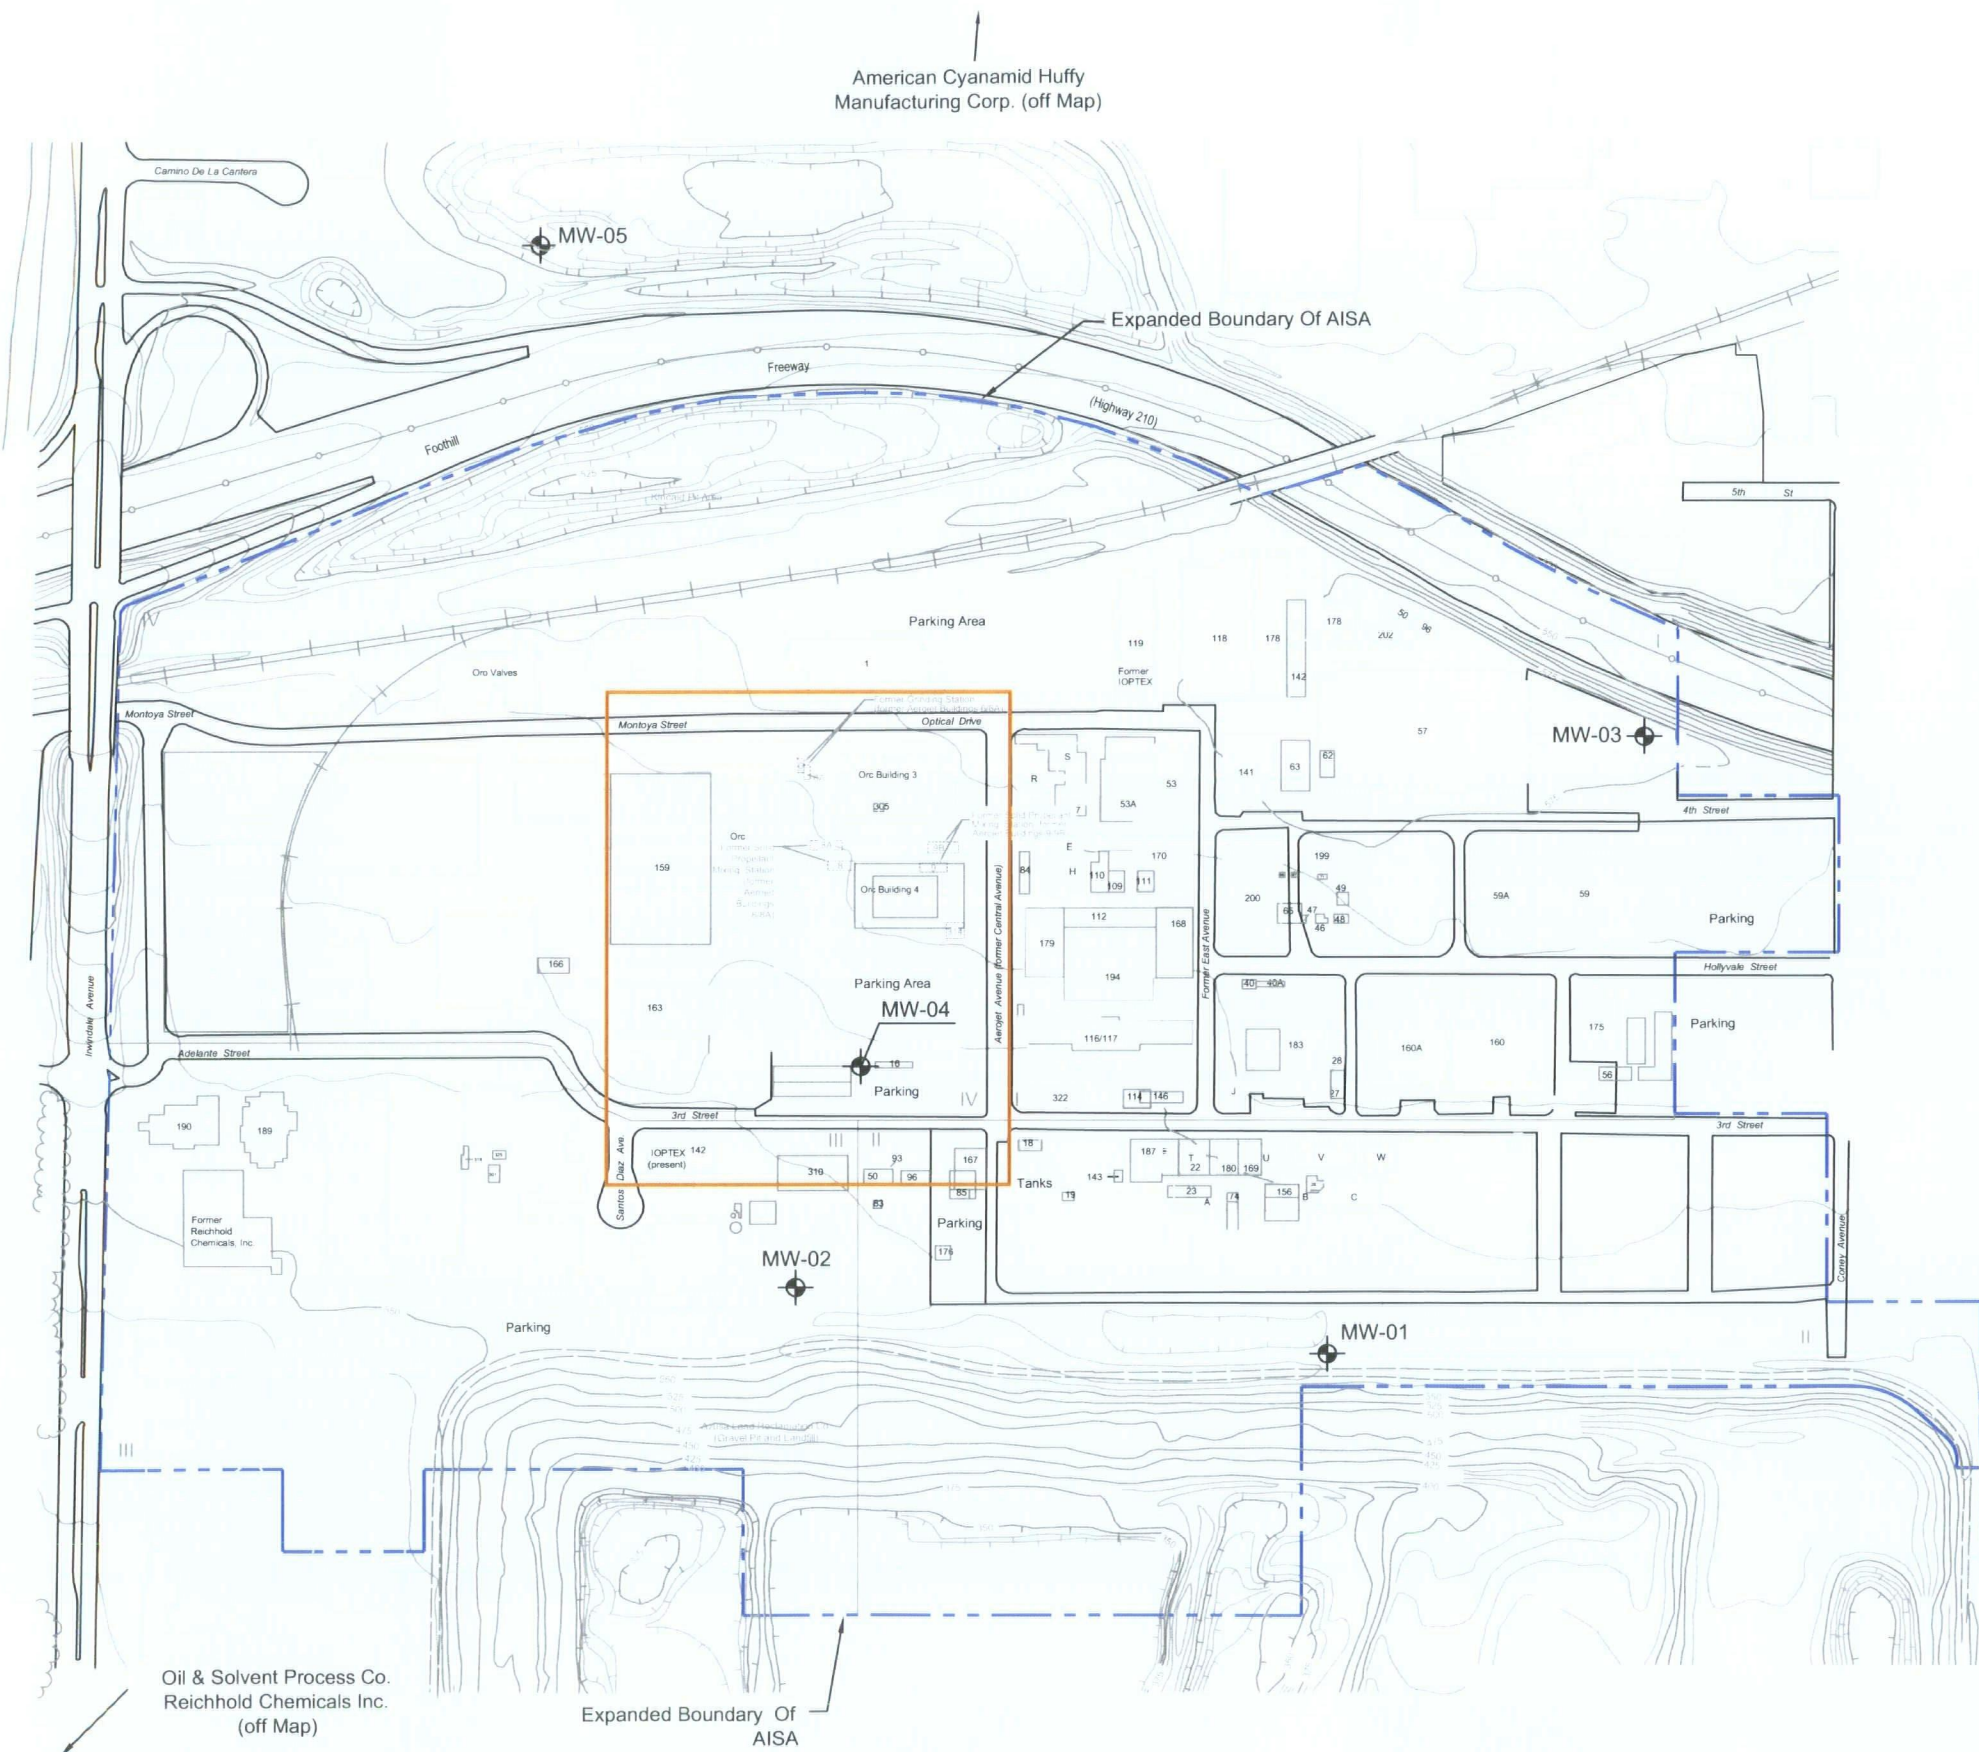 American Cyanamid Huffy
Manufacturing Corp. (off Map)
Camino De La Cantera
MW-05
Expanded Boundary Of AISA
Freeway
(Highway 210)
Foothill
5th St
Parking Area
119
118
178
178
202
50
96
142
Former
IOPTEX
1
Oro Valves
IV
I
Montoya Street
Montoya Street
Optical Drive
Orc Building 3
S
R
7
53
53A
141
63
62
57
MW-03
4th Street
Orc
159
Orc Building 4
84
E
H
110
109
111
170
199
200
49
47
48
46
66
59A
59
Parking
112
168
179
194
Hollyvale Street
166
163
Parking Area
MW-04
Aerojet Avenue (former Central Avenue)
Former East Avenue
40
40A
116/117
183
28
27
160A
160
175
56
Parking
Irwindale Avenue
Adelante Street
16
Parking
IV
I
322
114
146
J
3rd Street
3rd Street
190
189
Santos Diaz Ave.
IOPTEX 142
(present)
III
II
310
93
50
96
83
167
85
18
Tanks
19
143
187
T
22
180
169
U
V
W
23
A
74
156
B
C
Former
Reichhold
Chemicals, Inc.
Parking
176
MW-02
Coney Avenue
Parking
MW-01
II
III
Oil & Solvent Process Co.
Reichhold Chemicals Inc.
(off Map)
Expanded Boundary Of
AISA